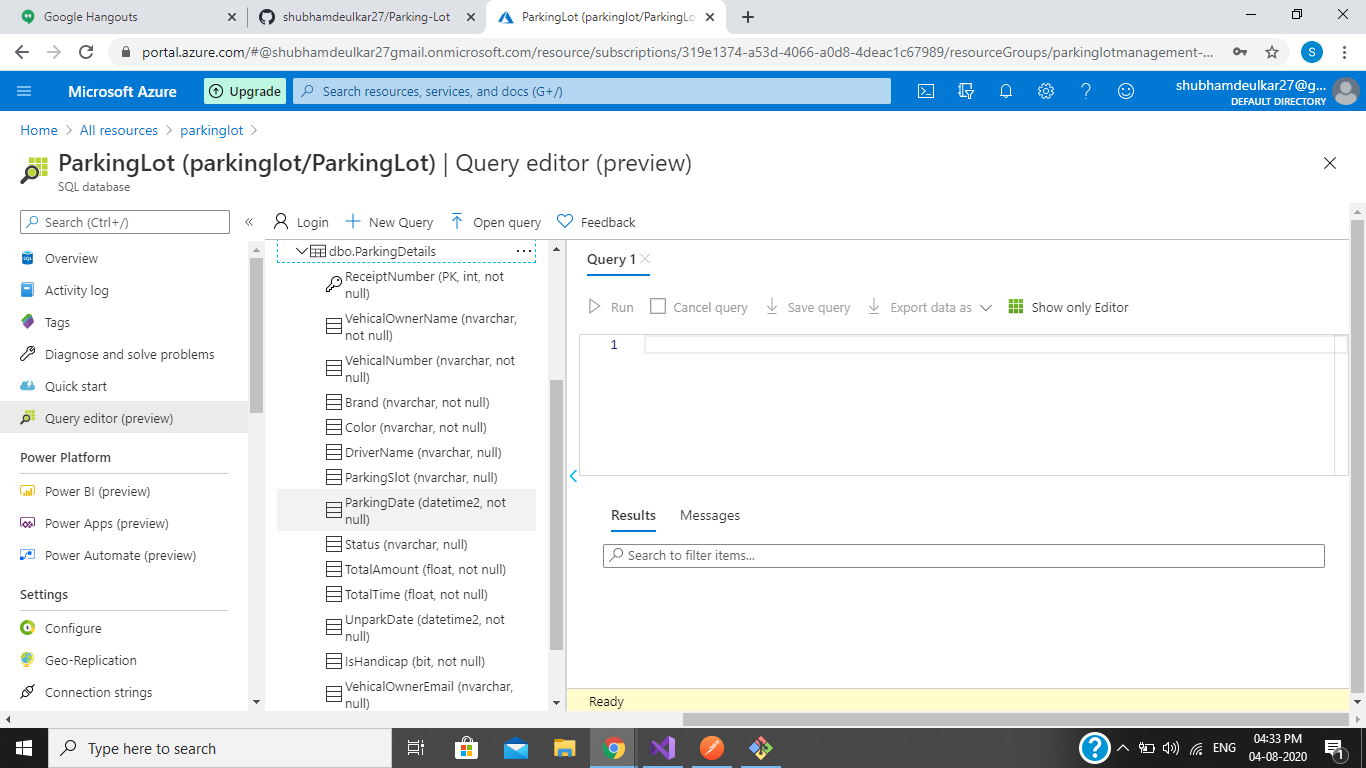 Google Hangouts
shubhamdeulkar27/Parking-Lot
ParkingLot (parkinglot/ParkingLo
portal.azure.com/#@shubhamdeulkar27gmail.onmicrosoft.com/resource/subscriptions/319e1374-a53d-4066-a0d8-4deac1c67989/resourceGroups/parkinglotmanagement-...
S
Microsoft Azure
Upgrade
Search resources, services, and docs (G+/)
shubhamdeulkar27@g...
DEFAULT DIRECTORY
Home > All resources > parkinglot >
ParkingLot (parkinglot/ParkingLot) | Query editor (preview)
SQL database
Search (Ctrl+/)
«
Overview
Activity log
Tags
Diagnose and solve problems
Quick start
Query editor (preview)
Power Platform
Power BI (preview)
Power Apps (preview)
Power Automate (preview)
Settings
Configure
Geo-Replication
Connection strings
Login
New Query
Open query
Feedback
dbo.ParkingDetails
...
ReceiptNumber (PK, int, not
null)
VehicalOwnerName (nvarchar,
not null)
VehicalNumber (nvarchar, not
null)
Brand (nvarchar, not null)
Color (nvarchar, not null)
DriverName (nvarchar, null)
ParkingSlot (nvarchar, null)
ParkingDate (datetime2, not
null)
Status (nvarchar, null)
TotalAmount (float, not null)
TotalTime (float, not null)
UnparkDate (datetime2, not
null)
IsHandicap (bit, not null)
VehicalOwnerEmail (nvarchar,
null)
Query 1
Run
Cancel query
Save query
Export data as
Show only Editor
1
Results
Messages
Search to filter items...
Ready
Type here to search
ENG
04:33 PM
04-08-2020
1